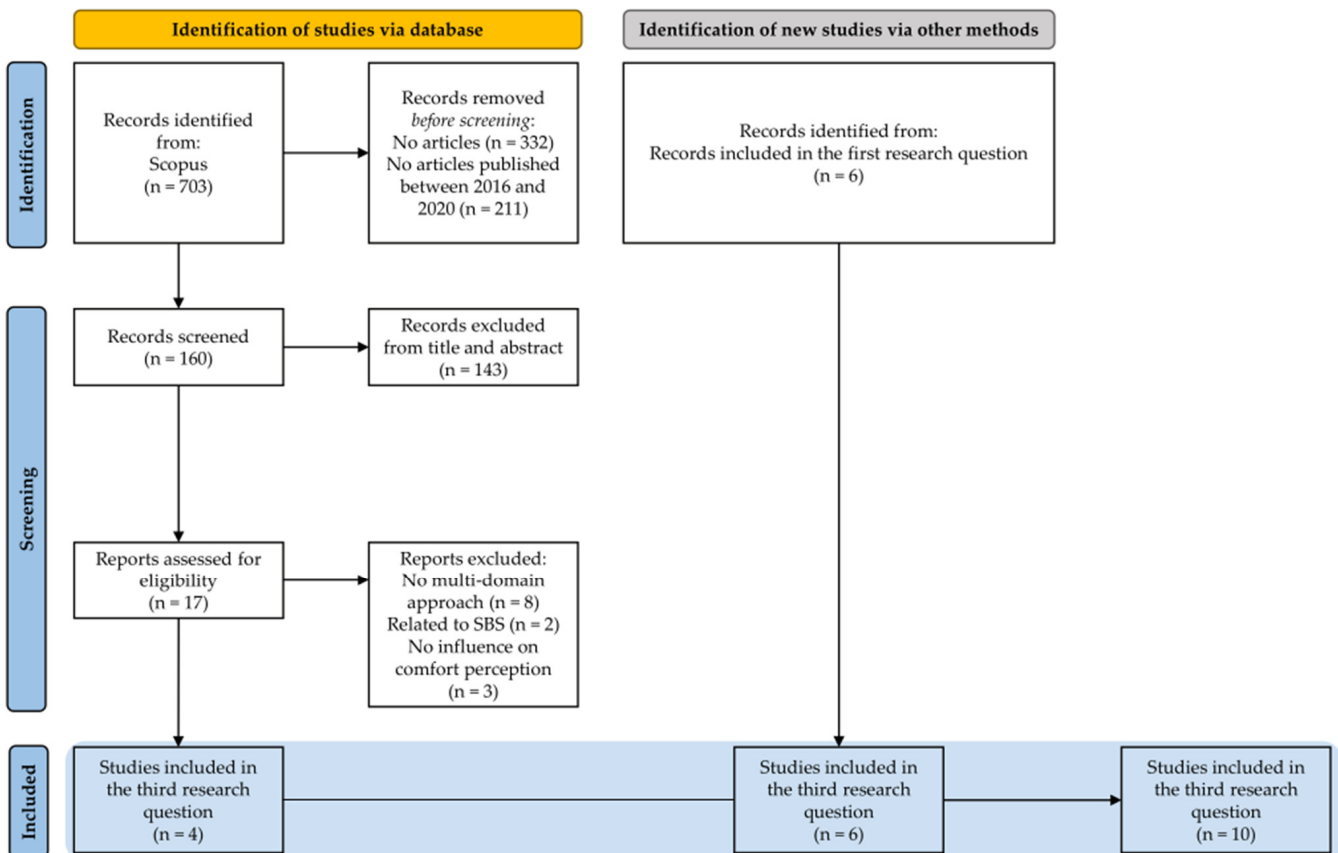 Identification of studies via database
Identification of new studies via other methods
Identification
Records identified
from:
Scopus
(n = 703)
Records removed
before screening:
No articles (n = 332)
No articles published
between 2016 and
2020 (n = 211)
Records identified from:
Records included in the first research question
(n = 6)
Screening
Records screened
(n = 160)
Records excluded
from title and abstract
(n = 143)
Reports assessed for
eligibility
(n = 17)
Reports excluded:
No multi-domain
approach (n = 8)
Related to SBS (n = 2)
No influence on
comfort perception
(n = 3)
Included
Studies included in
the third research
question
(n = 4)
Studies included in
the third research
question
(n = 6)
Studies included in
the third research
question
(n = 10)